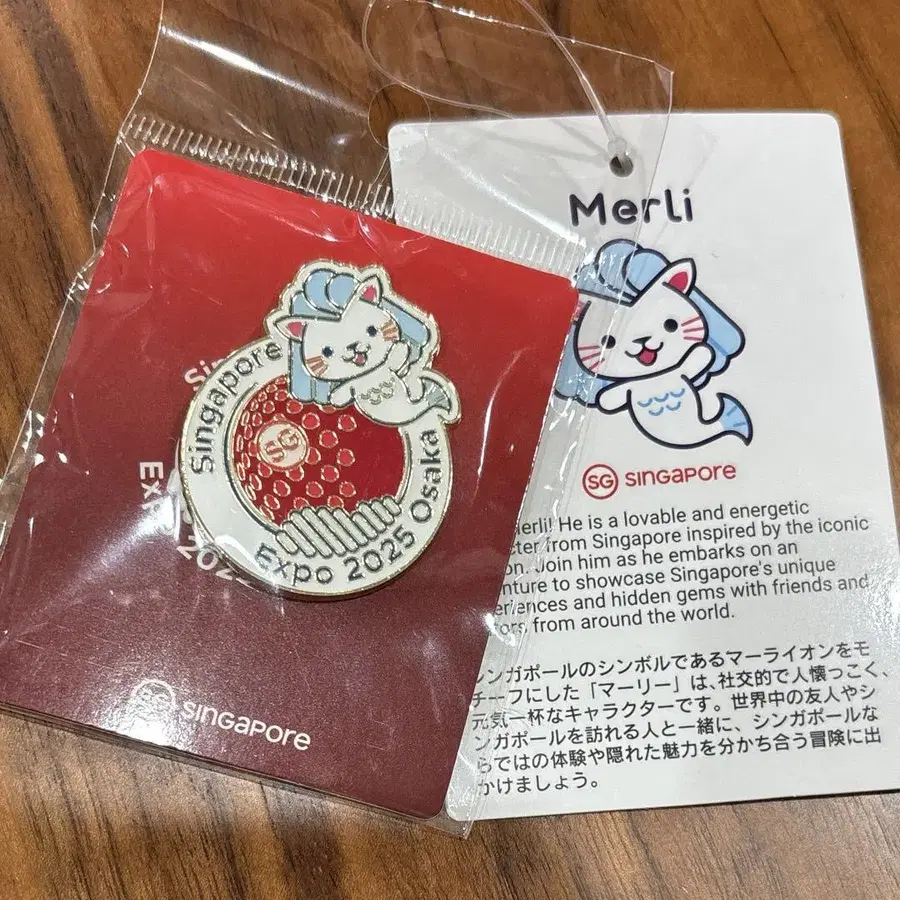 Singapore
Expo 2025 Osaka
SG
SINGAPORE
Merli
SG SINGAPORE
Merli! He is a lovable and energetic
from Singapore inspired by the iconic
Join him as he embarks on an
to showcase Singapore's unique
and hidden gems with friends and
from around the world.
シンガポールのシンボルであるマーライオンをモ
チーフにした「マーリー」は、社交的で人懐っこく、
元気一杯なキャラクターです。世界中の友人やシ
ンガポールを訪れる人と一緒に、シンガポールな
らではの体験や隠れた魅力を分かち合う冒険に出
かけましょう。